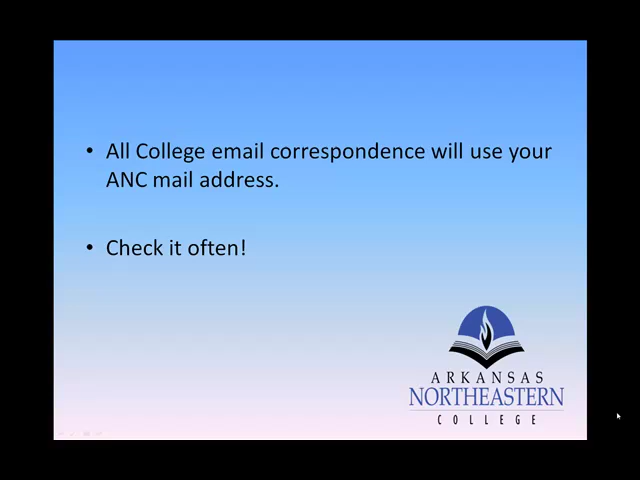 • All College email correspondence will use your
ANC mail address.
• Check it often!
ARKANSAS
NORTHEASTERN
COLLEGE